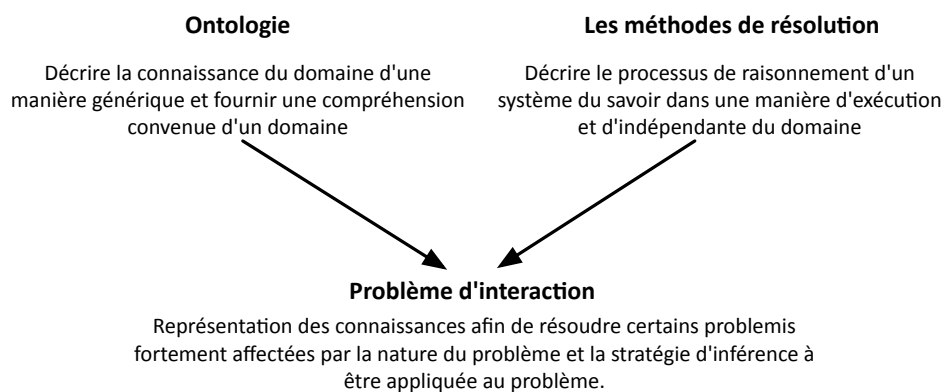 Ontologie
Décrire la connaissance du domaine d'une
manière générique et fournir une compréhension
convenue d'un domaine
Les méthodes de résolution
Décrire le processus de raisonnement d'un
système du savoir dans une manière d'exécution
et d'indépendante du domaine
Problème d'interaction
Représentation des connaissances afin de résoudre certains problemis
fortement affectées par la nature du problème et la stratégie d'inférence à
être appliquée au problème.